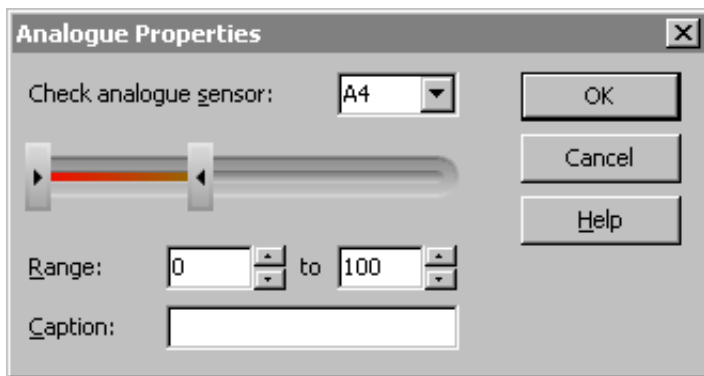 Analogue Properties
Check analogue sensor: A4
OK
Cancel
Help
Range: 0 to 100
Caption: